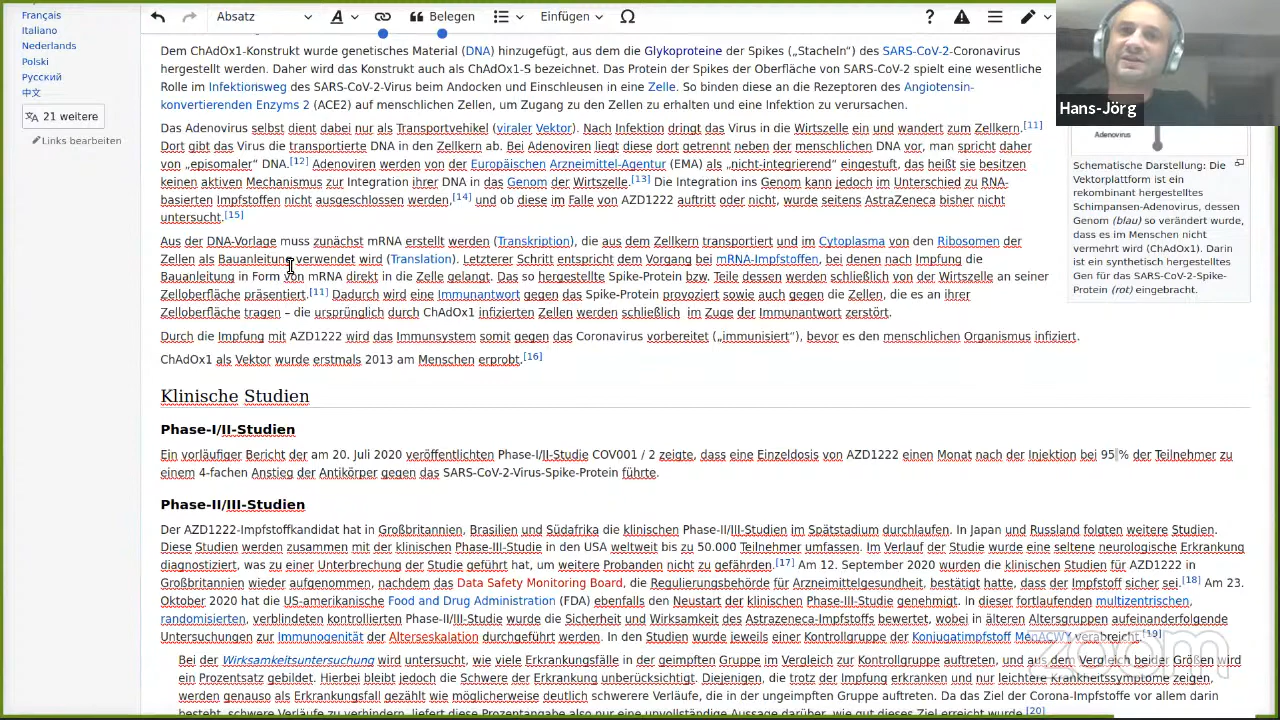 Français
Italiano
Nederlands
Polski
Русский
中文
21 weitere
Links bearbeiten
Absatz
A
Belegen
Einfügen
Ω
?
Hans-Jörg
Dem ChAdOx1-Konstrukt wurde genetisches Material (DNA) hinzugefügt, aus dem die Glykoproteine der Spikes („Stacheln“) des SARS-CoV-2-Coronavirus
hergestellt werden. Daher wird das Konstrukt auch als ChAdOx1-S bezeichnet. Das Protein der Spikes der Oberfläche von SARS-CoV-2 spielt eine wesentliche
Rolle im Infektionsweg des SARS-CoV-2-Virus beim Andocken und Einschleusen in eine Zelle. So binden diese an die Rezeptoren des Angiotensin-
konvertierenden Enzyms 2 (ACE2) auf menschlichen Zellen, um Zugang zu den Zellen zu erhalten und eine Infektion zu verursachen.
Das Adenovirus selbst dient dabei nur als Transportvehikel (viraler Vektor). Nach Infektion dringt das Virus in die Wirtszelle ein und wandert zum Zellkern.[11]
Dort gibt das Virus die transportierte DNA in den Zellkern ab. Bei Adenoviren liegt diese dort getrennt neben der menschlichen DNA vor, man spricht daher
von „episomaler“ DNA.[12] Adenoviren werden von der Europäischen Arzneimittel-Agentur (EMA) als „nicht-integrierend“ eingestuft, das heißt sie besitzen
keinen aktiven Mechanismus zur Integration ihrer DNA in das Genom der Wirtszelle.[13] Die Integration ins Genom kann jedoch im Unterschied zu RNA-
basierten Impfstoffen nicht ausgeschlossen werden,[14] und ob diese im Falle von AZD1222 auftritt oder nicht, wurde seitens AstraZeneca bisher nicht
untersucht.[15]
Aus der DNA-Vorlage muss zunächst mRNA erstellt werden (Transkription), die aus dem Zellkern transportiert und im Cytoplasma von den Ribosomen der
Zellen als Bauanleitung verwendet wird (Translation). Letzterer Schritt entspricht dem Vorgang bei mRNA-Impfstoffen, bei denen nach Impfung die
Bauanleitung in Form von mRNA direkt in die Zelle gelangt. Das so hergestellte Spike-Protein bzw. Teile dessen werden schließlich von der Wirtszelle an seiner
Zelloberfläche präsentiert.[11] Dadurch wird eine Immunantwort gegen das Spike-Protein provoziert sowie auch gegen die Zellen, die es an ihrer
Zelloberfläche tragen – die ursprünglich durch ChAdOx1 infizierten Zellen werden schließlich im Zuge der Immunantwort zerstört.
Durch die Impfung mit AZD1222 wird das Immunsystem somit gegen das Coronavirus vorbereitet („immunisiert“), bevor es den menschlichen Organismus infiziert.
ChAdOx1 als Vektor wurde erstmals 2013 am Menschen erprobt.[16]
Adenovirus
Schematische Darstellung: Die
Vektorplattform ist ein
rekombinant hergestelltes
Schimpansen-Adenovirus, dessen
Genom (blau) so verändert wurde,
dass es im Menschen nicht
vermehrt wird (ChAdOx1). Darin
ist ein synthetisch hergestelltes
Gen für das SARS-CoV-2-Spike-
Protein (rot) eingebracht.
Klinische Studien
Phase-I/II-Studien
Ein vorläufiger Bericht der am 20. Juli 2020 veröffentlichten Phase-I/II-Studie COV001 / 2 zeigte, dass eine Einzeldosis von AZD1222 einen Monat nach der Injektion bei 95 % der Teilnehmer zu
einem 4-fachen Anstieg der Antikörper gegen das SARS-CoV-2-Virus-Spike-Protein führte.
Phase-II/III-Studien
Der AZD1222-Impfstoffkandidat hat in Großbritannien, Brasilien und Südafrika die klinischen Phase-II/III-Studien im Spätstadium durchlaufen. In Japan und Russland folgten weitere Studien.
Diese Studien werden zusammen mit der klinischen Phase-III-Studie in den USA weltweit bis zu 50.000 Teilnehmer umfassen. Im Verlauf der Studie wurde eine seltene neurologische Erkrankung
diagnostiziert, was zu einer Unterbrechung der Studie geführt hat, um weitere Probanden nicht zu gefährden.[17] Am 12. September 2020 wurden die klinischen Studien für AZD1222 in
Großbritannien wieder aufgenommen, nachdem das Data Safety Monitoring Board, die Regulierungsbehörde für Arzneimittelgesundheit, bestätigt hatte, dass der Impfstoff sicher sei.[18] Am 23.
Oktober 2020 hat die US-amerikanische Food and Drug Administration (FDA) ebenfalls den Neustart der klinischen Phase-III-Studie genehmigt. In dieser fortlaufenden multizentrischen,
randomisierten, verblindeten kontrollierten Phase-II/III-Studie wurde die Sicherheit und Wirksamkeit des Astrazeneca-Impfstoffs bewertet, wobei in älteren Altersgruppen aufeinanderfolgende
Untersuchungen zur Immunogenität der Alterseskalation durchgeführt werden. In den Studien wurde jeweils einer Kontrollgruppe der Konjugatimpfstoff MenACWY verabreicht.[19]
Bei der Wirksamkeitsuntersuchung wird untersucht, wie viele Erkrankungsfälle in der geimpften Gruppe im Vergleich zur Kontrollgruppe auftreten, und aus dem Vergleich beider Größen wird
ein Prozentsatz gebildet. Hierbei bleibt jedoch die Schwere der Erkrankung unberücksichtigt. Diejenigen, die trotz der Impfung erkranken und nur leichtere Krankheitssymptome zeigen,
werden genauso als Erkrankungsfall gezählt wie möglicherweise deutlich schwerere Verläufe, die in der ungeimpften Gruppe auftreten. Da das Ziel der Corona-Impfstoffe vor allem darin
besteht, schwere Verläufe zu verhindern, liefert diese Prozentangabe also nur eine unvollständige Aussage darüber, wie gut dieses Ziel erreicht wurde.[20]
zoom